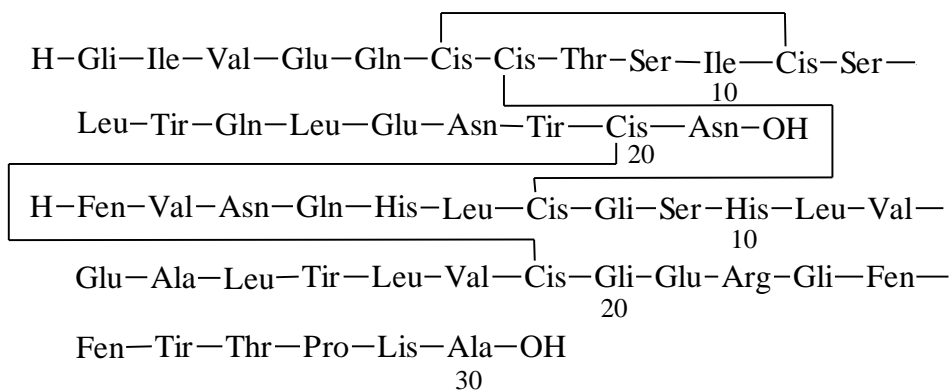 H–Gli–Ile–Val–Glu–Gln–Cis–Cis–Thr–Ser–Ile–Cis–Ser–
10
Leu–Tir–Gln–Leu–Glu–Asn–Tir–Cis–Asn–OH
20
H–Fen–Val–Asn–Gln–His–Leu–Cis–Gli–Ser–His–Leu–Val–
10
Glu–Ala–Leu–Tir–Leu–Val–Cis–Gli–Glu–Arg–Gli–Fen–
20
Fen–Tir–Thr–Pro–Lis–Ala–OH
30